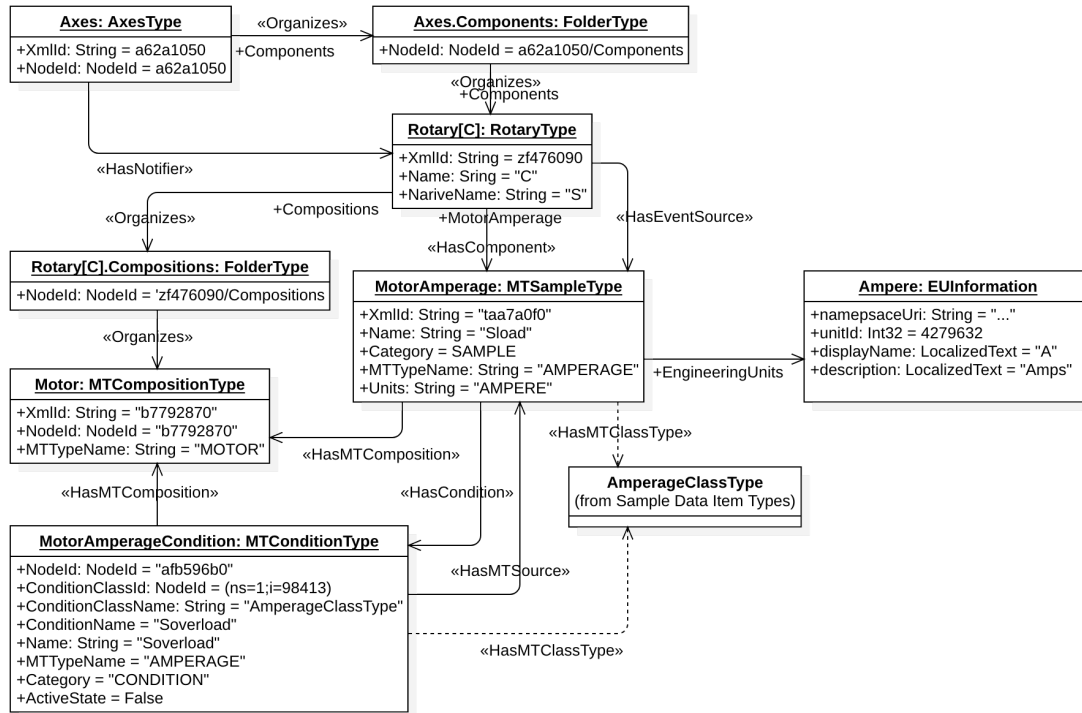 Axes: AxesType
+XmlId: String = a62a1050
+NodeId: NodeId = a62a1050
«Organizes»
+Components
Axes.Components: FolderType
+NodeId: NodeId = a62a1050/Components
«Organizes»
+Components
Rotary[C]: RotaryType
+XmlId: String = zf476090
+Name: Sring = "C"
+NariveName: String = "S"
«HasNotifier»
+Compositions
«Organizes»
+MotorAmperage
«HasComponent»
«HasEventSource»
Rotary[C].Compositions: FolderType
+NodeId: NodeId = 'zf476090/Compositions
«Organizes»
MotorAmperage: MTSampleType
+XmlId: String = "taa7a0f0"
+Name: String = "Sload"
+Category = SAMPLE
+MTTypeName: String = "AMPERAGE"
+Units: String = "AMPERE"
+EngineeringUnits
Ampere: EUInformation
+namepsaceUri: String = "..."
+unitId: Int32 = 4279632
+displayName: LocalizedText = "A"
+description: LocalizedText = "Amps"
Motor: MTCompositionType
+XmlId: String = "b7792870"
+NodeId: NodeId = "b7792870"
+MTTypeName: String = "MOTOR"
«HasMTComposition»
«HasMTClassType»
«HasMTComposition»
«HasCondition»
AmperageClassType
(from Sample Data Item Types)
MotorAmperageCondition: MTConditionType
+NodeId: NodeId = "afb596b0"
+ConditionClassId: NodeId = (ns=1;i=98413)
+ConditionClassName: String = "AmperageClassType"
+ConditionName = "Soverload"
+Name: String = "Soverload"
+MTTypeName = "AMPERAGE"
+Category = "CONDITION"
+ActiveState = False
«HasMTSource»
«HasMTClassType»